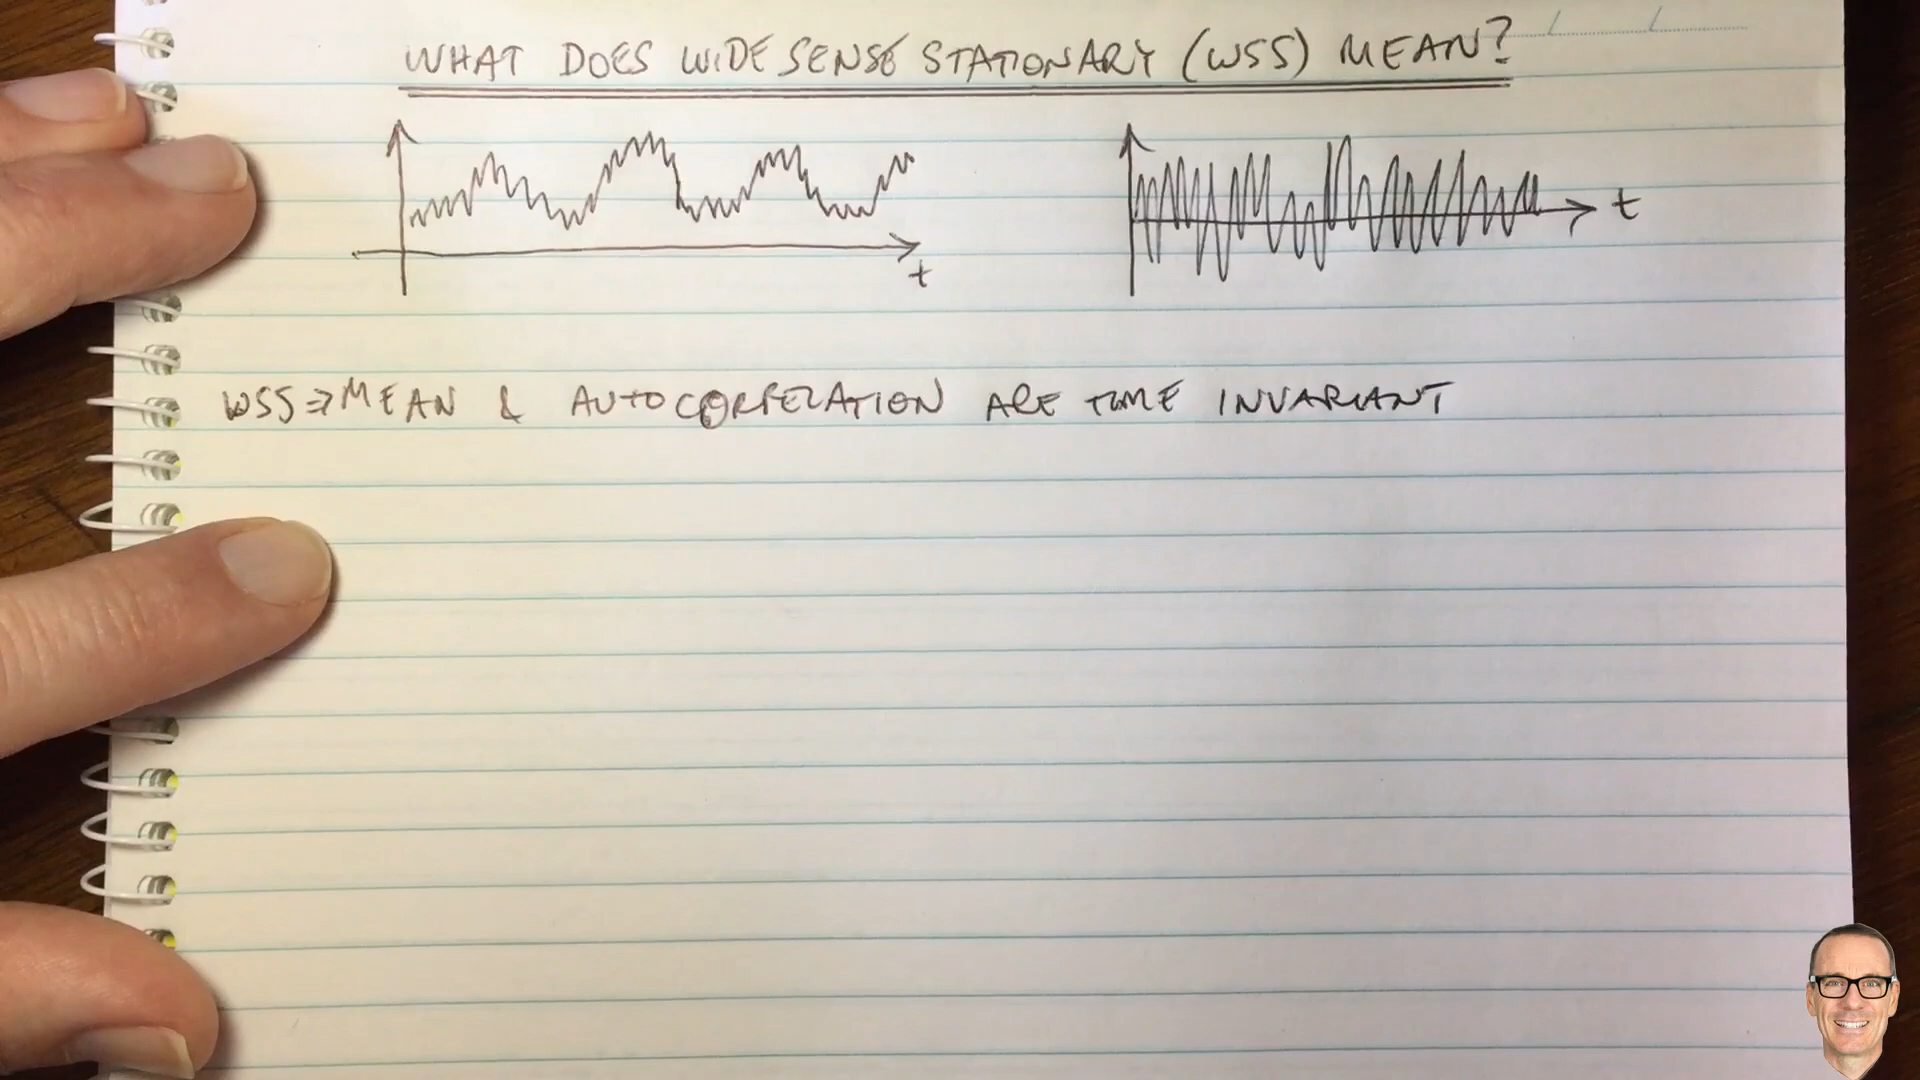 WHAT DOES WIDE SENSE STATIONARY (WSS) MEAN?
t
t
WSS ⇒ MEAN & AUTOCORRELATION ARE TIME INVARIANT